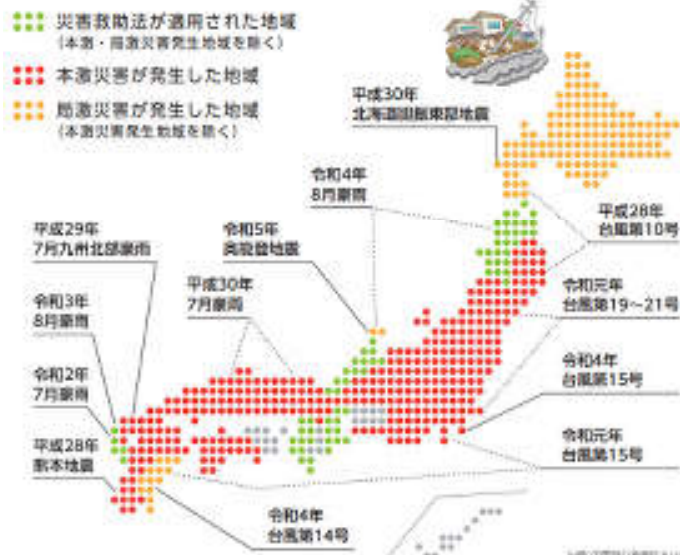 災害救助法が適用された地域
(本激・局激災害発生地域を除く)
本激災害が発生した地域
局激災害が発生した地域
(本激災害発生地域を除く)
平成30年
北海道胆振東部地震
令和4年
8月豪雨
平成28年
台風第10号
平成29年
7月九州北部豪雨
令和5年
奥能登地震
平成30年
7月豪雨
令和元年
台風第19～21号
令和3年
8月豪雨
令和4年
台風第15号
令和2年
7月豪雨
令和元年
台風第15号
平成28年
熊本地震
令和4年
台風第14号